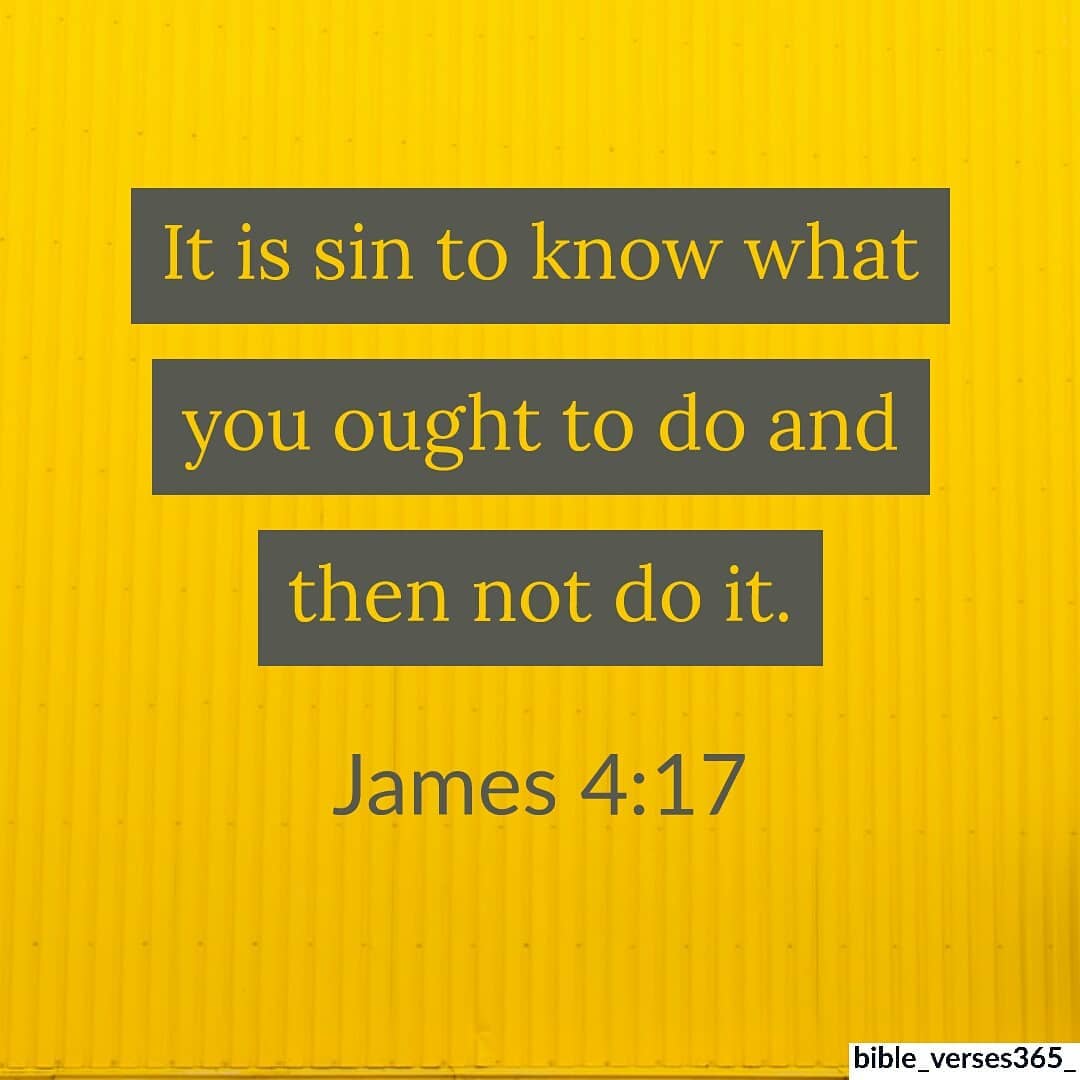 It is sin to know what
you ought to do and
then not do it.
James 4:17
bible_verses365_